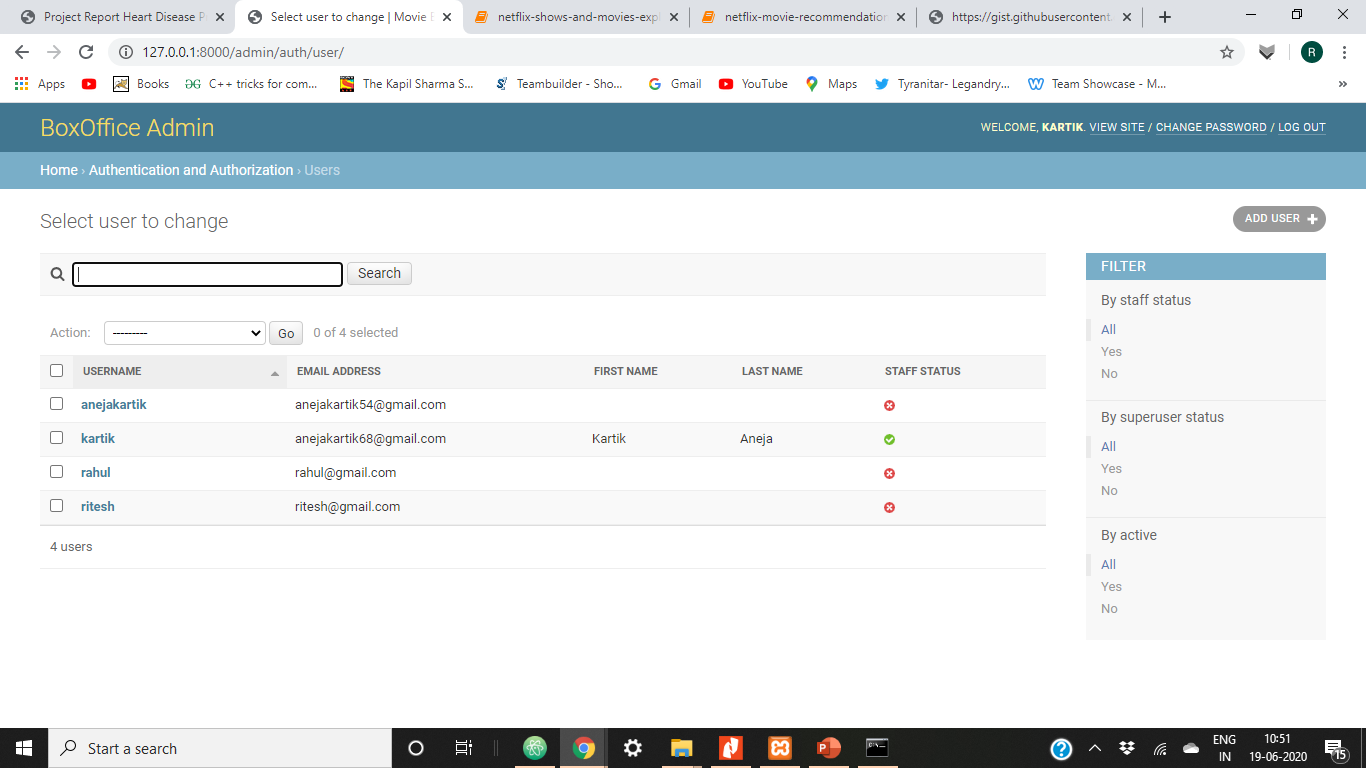 Project Report Heart Disease P
Select user to change | Movie
netflix-shows-and-movies-expl
netflix-movie-recommendation
https://gist.githubusercontent.
127.0.0.1:8000/admin/auth/user/
R
Apps
Books
C++ tricks for com...
The Kapil Sharma S...
Teambuilder - Sho...
Gmail
YouTube
Maps
Tyranitar- Legandry...
Team Showcase - M...
»
BoxOffice Admin
WELCOME, KARTIK. VIEW SITE / CHANGE PASSWORD / LOG OUT
Home › Authentication and Authorization › Users
Select user to change
ADD USER +
Search
Action: --------- Go 0 of 4 selected
USERNAME EMAIL ADDRESS FIRST NAME LAST NAME STAFF STATUS
anejakartik anejakartik54@gmail.com
kartik anejakartik68@gmail.com Kartik Aneja
rahul rahul@gmail.com
ritesh ritesh@gmail.com
4 users
FILTER
By staff status
All
Yes
No
By superuser status
All
Yes
No
By active
All
Yes
No
Start a search
ENG
IN
10:51
19-06-2020
15